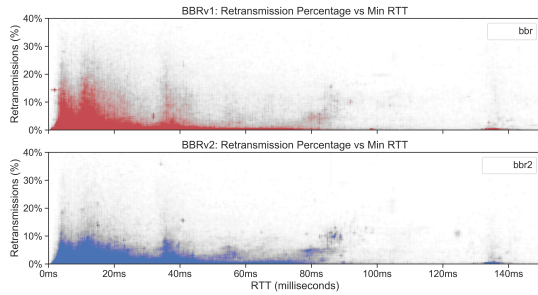 BBRv1: Retransmission Percentage vs Min RTT
Retransmissions (%)
40%
30%
20%
10%
0%
bbr
BBRv2: Retransmission Percentage vs Min RTT
Retransmissions (%)
40%
30%
20%
10%
0%
bbr2
0ms 20ms 40ms 60ms 80ms 100ms 120ms 140ms
RTT (milliseconds)